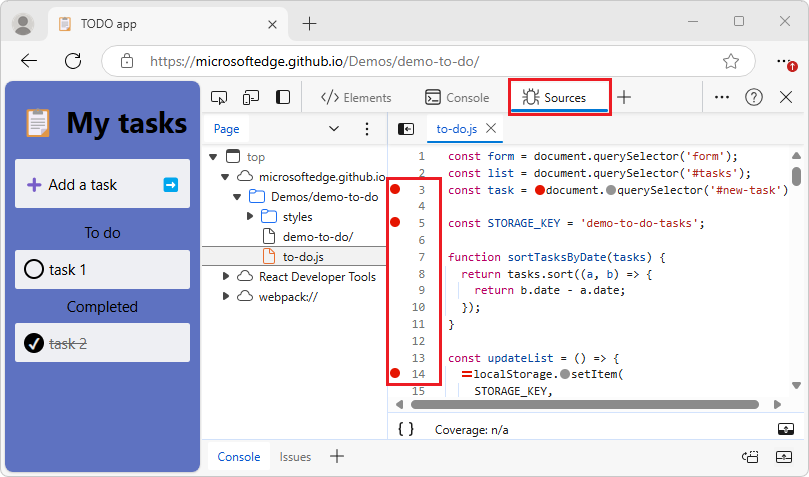 TODO app
https://microsoftedge.github.io/Demos/demo-to-do/
My tasks
Add a task
To do
task 1
Completed
task 2
Elements
Console
Sources
Page
to-do.js
top
microsoftedge.github.io
Demos/demo-to-do
styles
demo-to-do/
to-do.js
React Developer Tools
webpack://
1 const form = document.querySelector('form');
2 const list = document.querySelector('#tasks');
3 const task = document.querySelector('#new-task')
4
5 const STORAGE_KEY = 'demo-to-do-tasks';
6
7 function sortTasksByDate(tasks) {
8 return tasks.sort((a, b) => {
9 return b.date - a.date;
10 });
11 }
12
13 const updateList = () => {
14 localStorage.setItem(
15 STORAGE_KEY,
{ } Coverage: n/a
Console
Issues